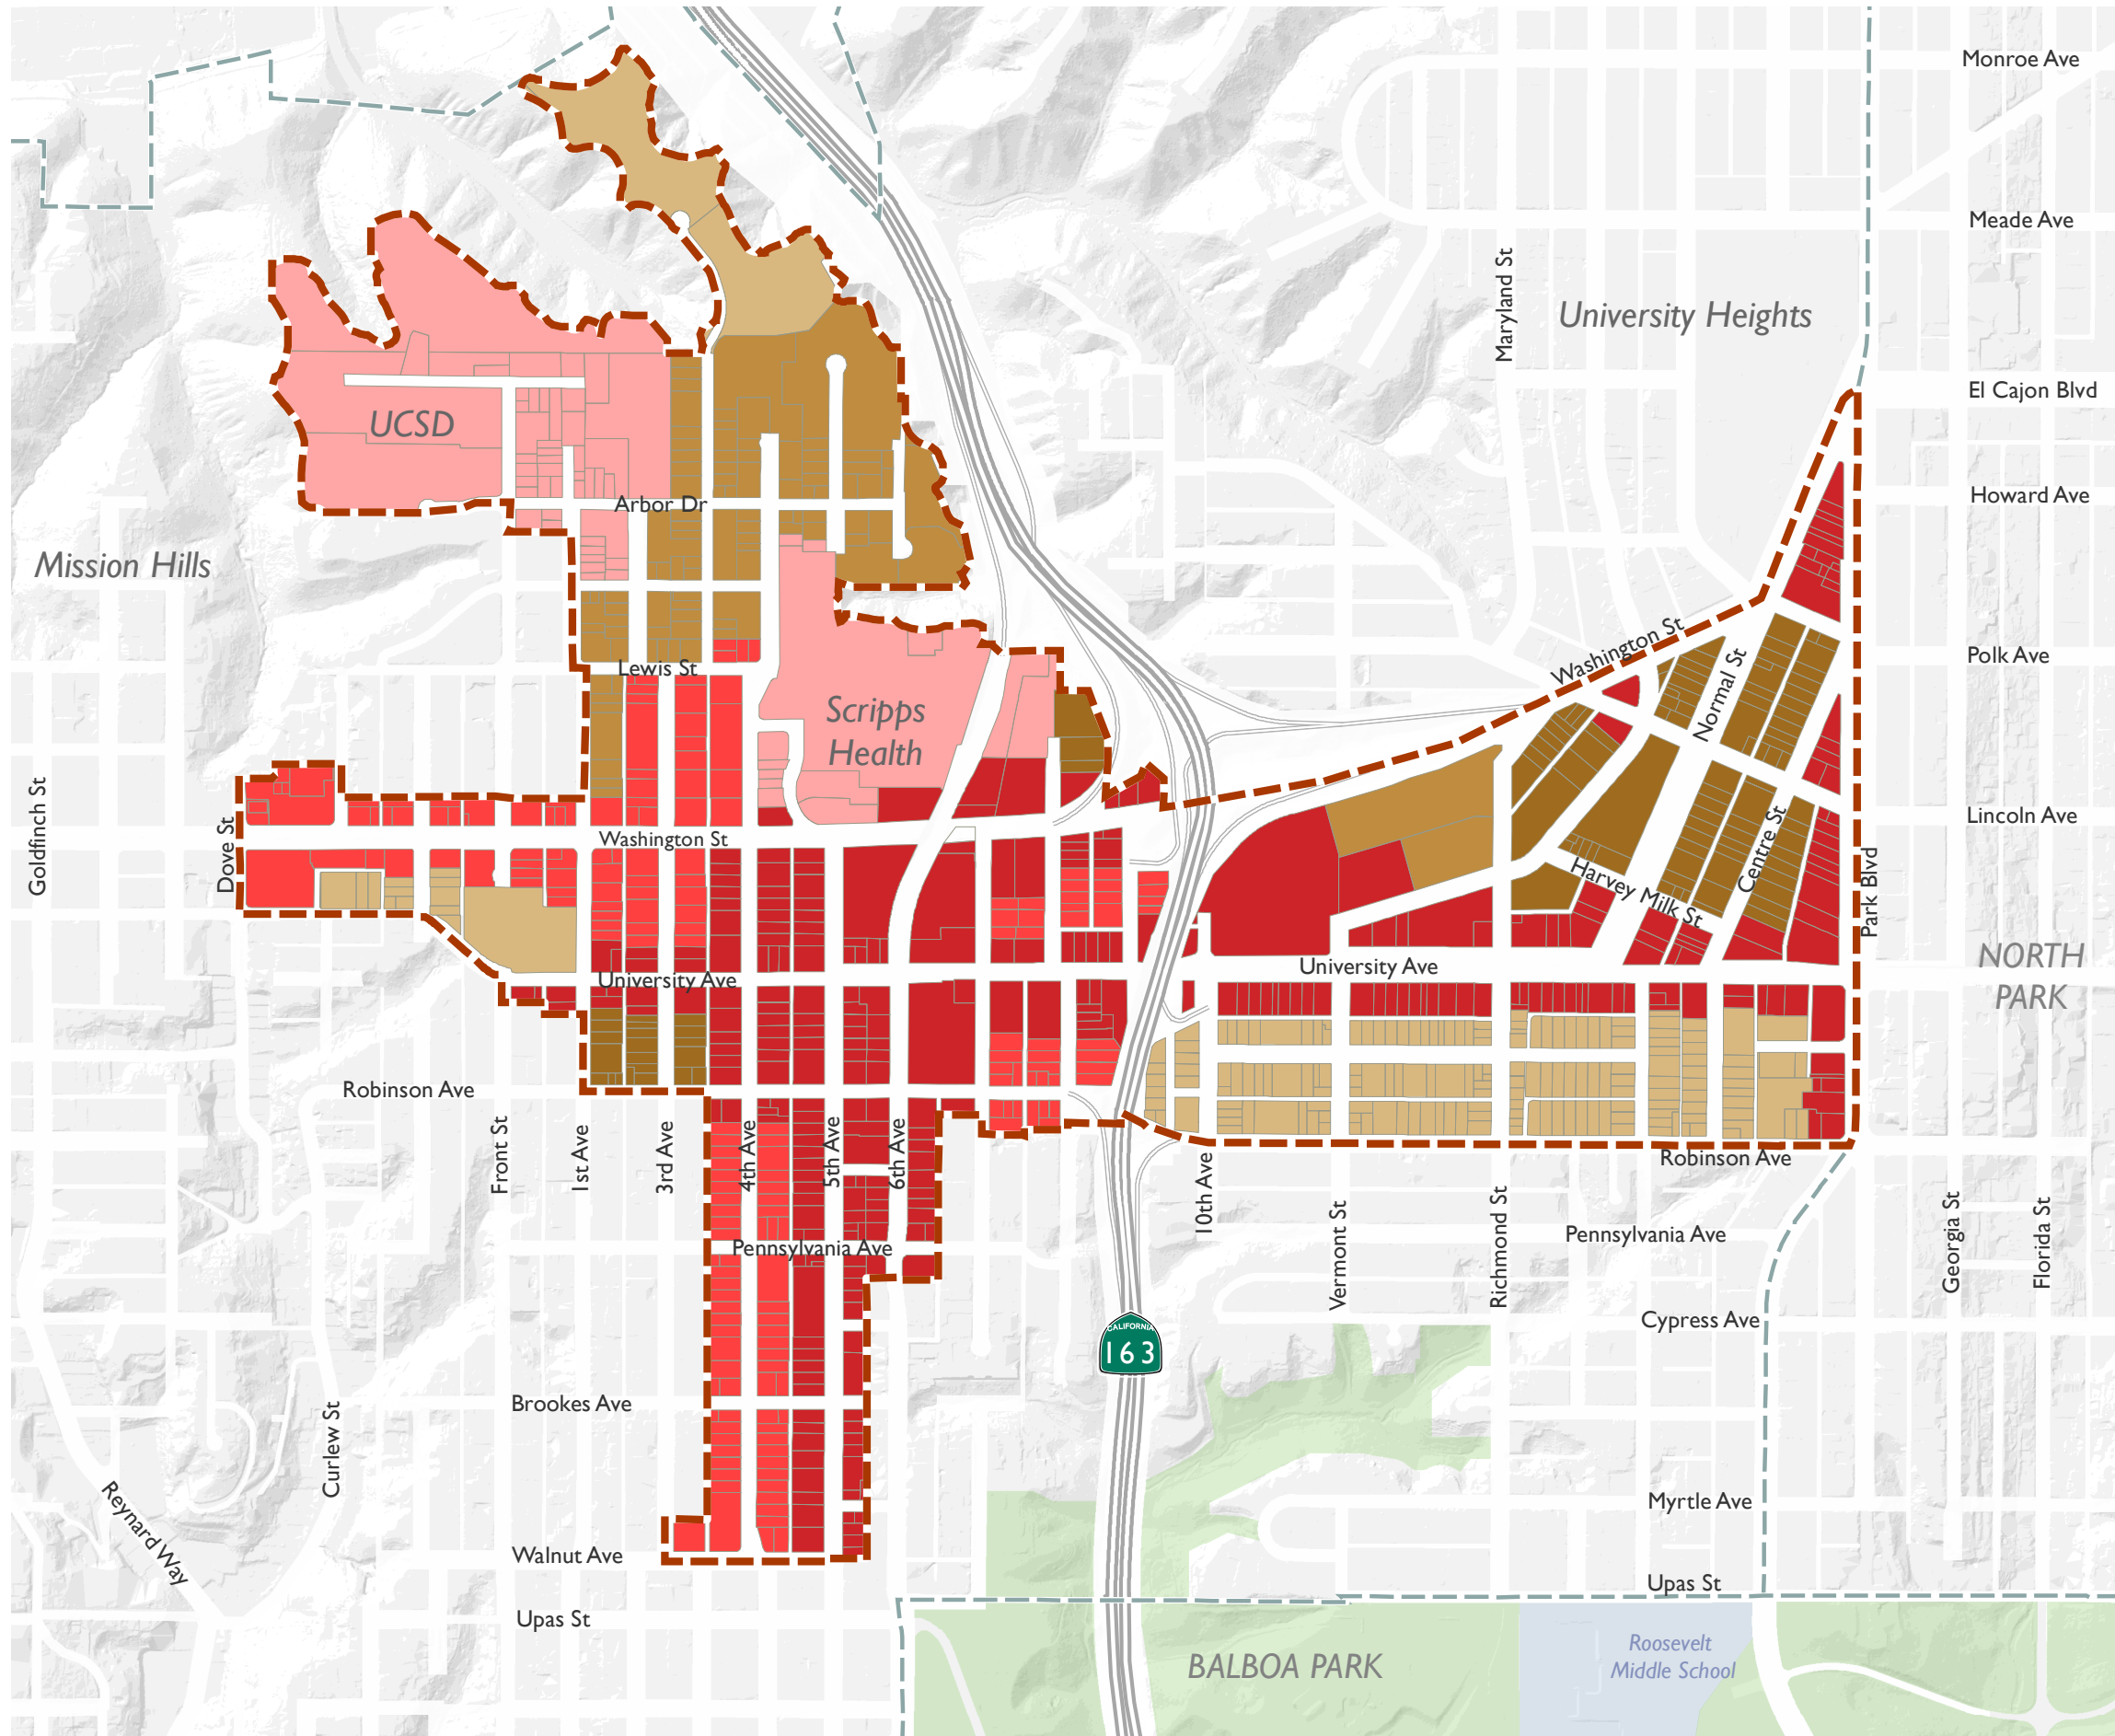 Monroe Ave
Meade Ave
Maryland St
University Heights
El Cajon Blvd
UCSD
Howard Ave
Arbor Dr
Mission Hills
Washington St
Polk Ave
Lewis St
Normal St
Scripps
Health
Goldfinch St
Dove St
Washington St
Lincoln Ave
Centre St
Park Blvd
Harvey Milk St
NORTH
PARK
University Ave
University Ave
Robinson Ave
Front St
1st Ave
3rd Ave
4th Ave
5th Ave
6th Ave
10th Ave
Robinson Ave
Vermont St
Richmond St
Pennsylvania Ave
Pennsylvania Ave
Georgia St
Florida St
CALIFORNIA
163
Cypress Ave
Brookes Ave
Curlew St
Reynard Way
Myrtle Ave
Walnut Ave
Upas St
Upas St
BALBOA PARK
Roosevelt
Middle School